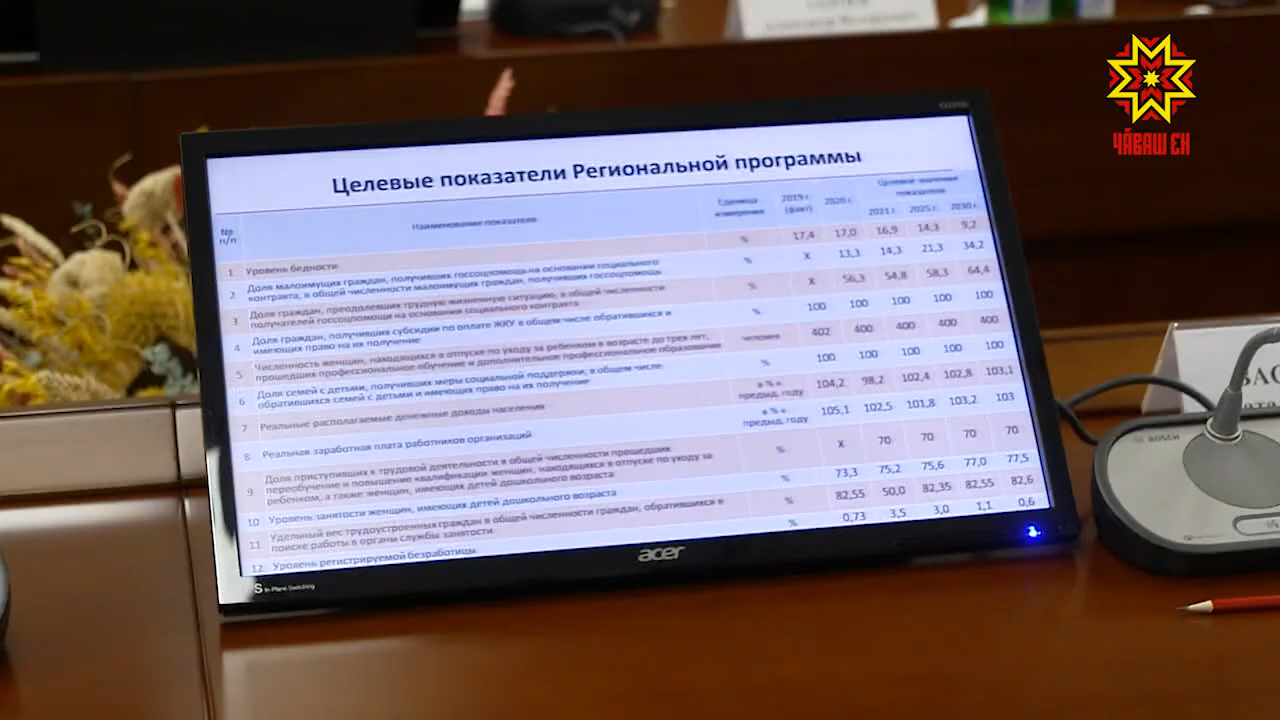 ЧӐВАШ ЕН
Целевые показатели Региональной программы
№ п/п
Наименование показателя
Единица измерения
2019 г. (факт)
2020 г.
Целевые значения показателя
2021 г. 2025 г. 2030 г.
1 Уровень бедности % 17,4 17,0 16,9 14,3 9,2
2 Доля малоимущих граждан, получивших госсоцпомощь на основании социального
контракта, в общей численности малоимущих граждан, получивших госсоцпомощь
% X 13,3 14,3 21,3 34,2
3 Доля граждан, преодолевших трудную жизненную ситуацию, в общей численности
получателей госсоцпомощи на основании социального контракта
% X 56,3 54,8 58,3 64,4
4 Доля граждан, получивших субсидии по оплате ЖКУ в общем числе обратившихся и
имеющих право на их получение
% 100 100 100 100 100
5 Численность женщин, находящихся в отпуске по уходу за ребенком в возрасте до трех лет,
прошедших профессиональное обучение и дополнительное профессиональное образование
человек 402 400 400 400 400
6 Доля семей с детьми, получивших меры социальной поддержки, в общем числе
обратившихся семей с детьми и имеющих право на их получение
% 100 100 100 100 100
7 Реальные располагаемые денежные доходы населения
в % к предыд. году 104,2 98,2 102,4 102,8 103,1
8 Реальная заработная плата работников организаций
в % к предыд. году 105,1 102,5 101,8 103,2 103
9 Доля приступивших к трудовой деятельности в общей численности прошедших
переобучение и повышение квалификации женщин, находящихся в отпуске по уходу за
ребенком, а также женщин, имеющих детей дошкольного возраста
% X 70 70 70 70
10 Уровень занятости женщин, имеющих детей дошкольного возраста
% 73,3 75,2 75,6 77,0 77,5
11 Удельный вес трудоустроенных граждан в общей численности граждан, обратившихся в
поиске работы в органы службы занятости
% 82,55 50,0 82,35 82,55 82,6
12 Уровень регистрируемой безработицы
% 0,73 3,5 3,0 1,1 0,6
acer
In-Plane Switching
BOSCH